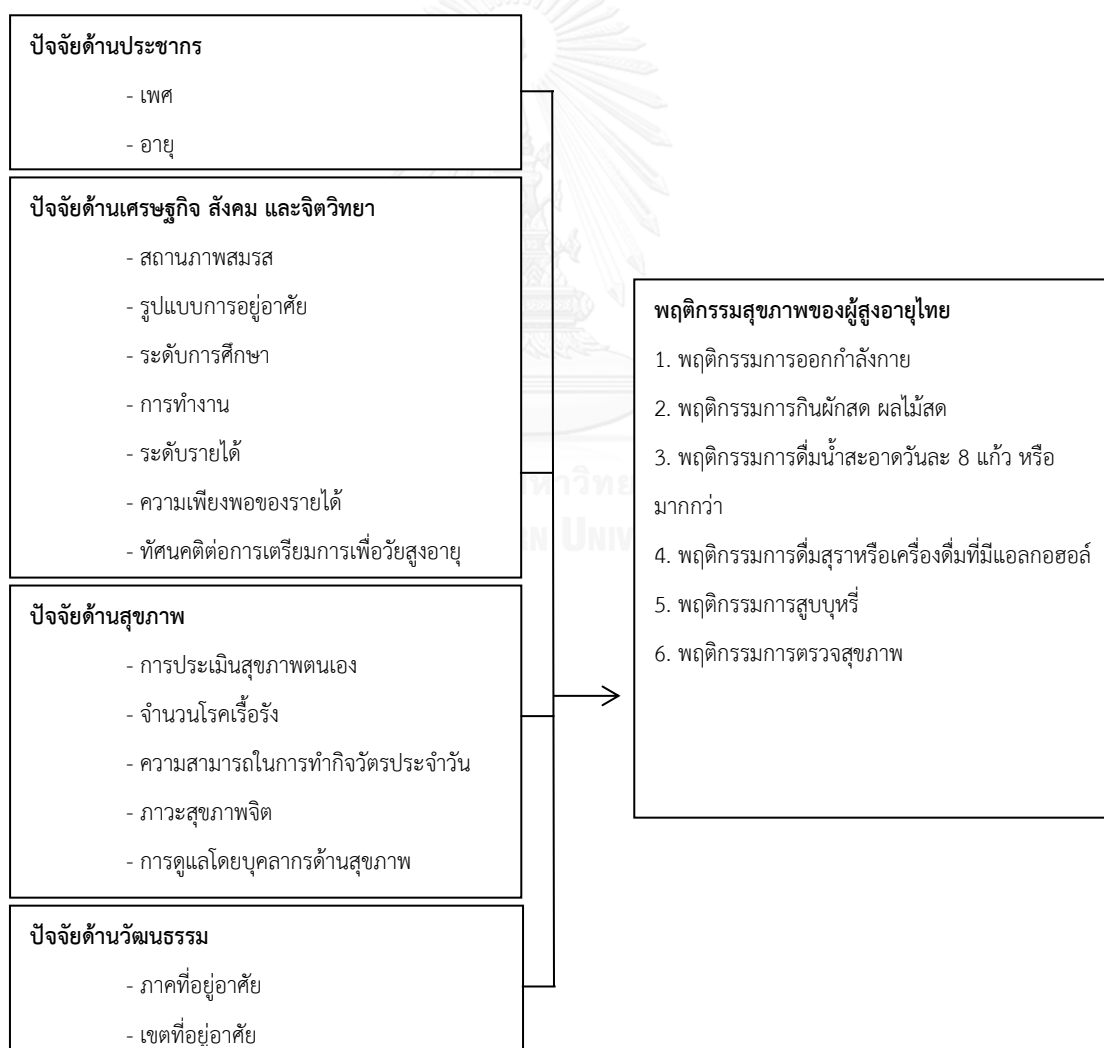 ปัจจัยด้านประชากร
- เพศ
- อายุ
ปัจจัยด้านเศรษฐกิจ สังคม และจิตวิทยา
- สถานภาพสมรส
- รูปแบบการอยู่อาศัย
- ระดับการศึกษา
- การทำงาน
- ระดับรายได้
- ความเพียงพอของรายได้
- ทัศนคติต่อการเตรียมการเพื่อวัยสูงอายุ
ปัจจัยด้านสุขภาพ
- การประเมินสุขภาพตนเอง
- จำนวนโรคเรื้อรัง
- ความสามารถในการทำกิจวัตรประจำวัน
- ภาวะสุขภาพจิต
- การดูแลโดยบุคลากรด้านสุขภาพ
ปัจจัยด้านวัฒนธรรม
- ภาคที่อยู่อาศัย
- เขตที่อยู่อาศัย
พฤติกรรมสุขภาพของผู้สูงอายุไทย
1. พฤติกรรมการออกกำลังกาย
2. พฤติกรรมการกินผักสด ผลไม้สด
3. พฤติกรรมการดื่มน้ำสะอาดวันละ 8 แก้ว หรือ
มากกว่า
4. พฤติกรรมการดื่มสุราหรือเครื่องดื่มที่มีแอลกอฮอล์
5. พฤติกรรมการสูบบุหรี่
6. พฤติกรรมการตรวจสุขภาพ